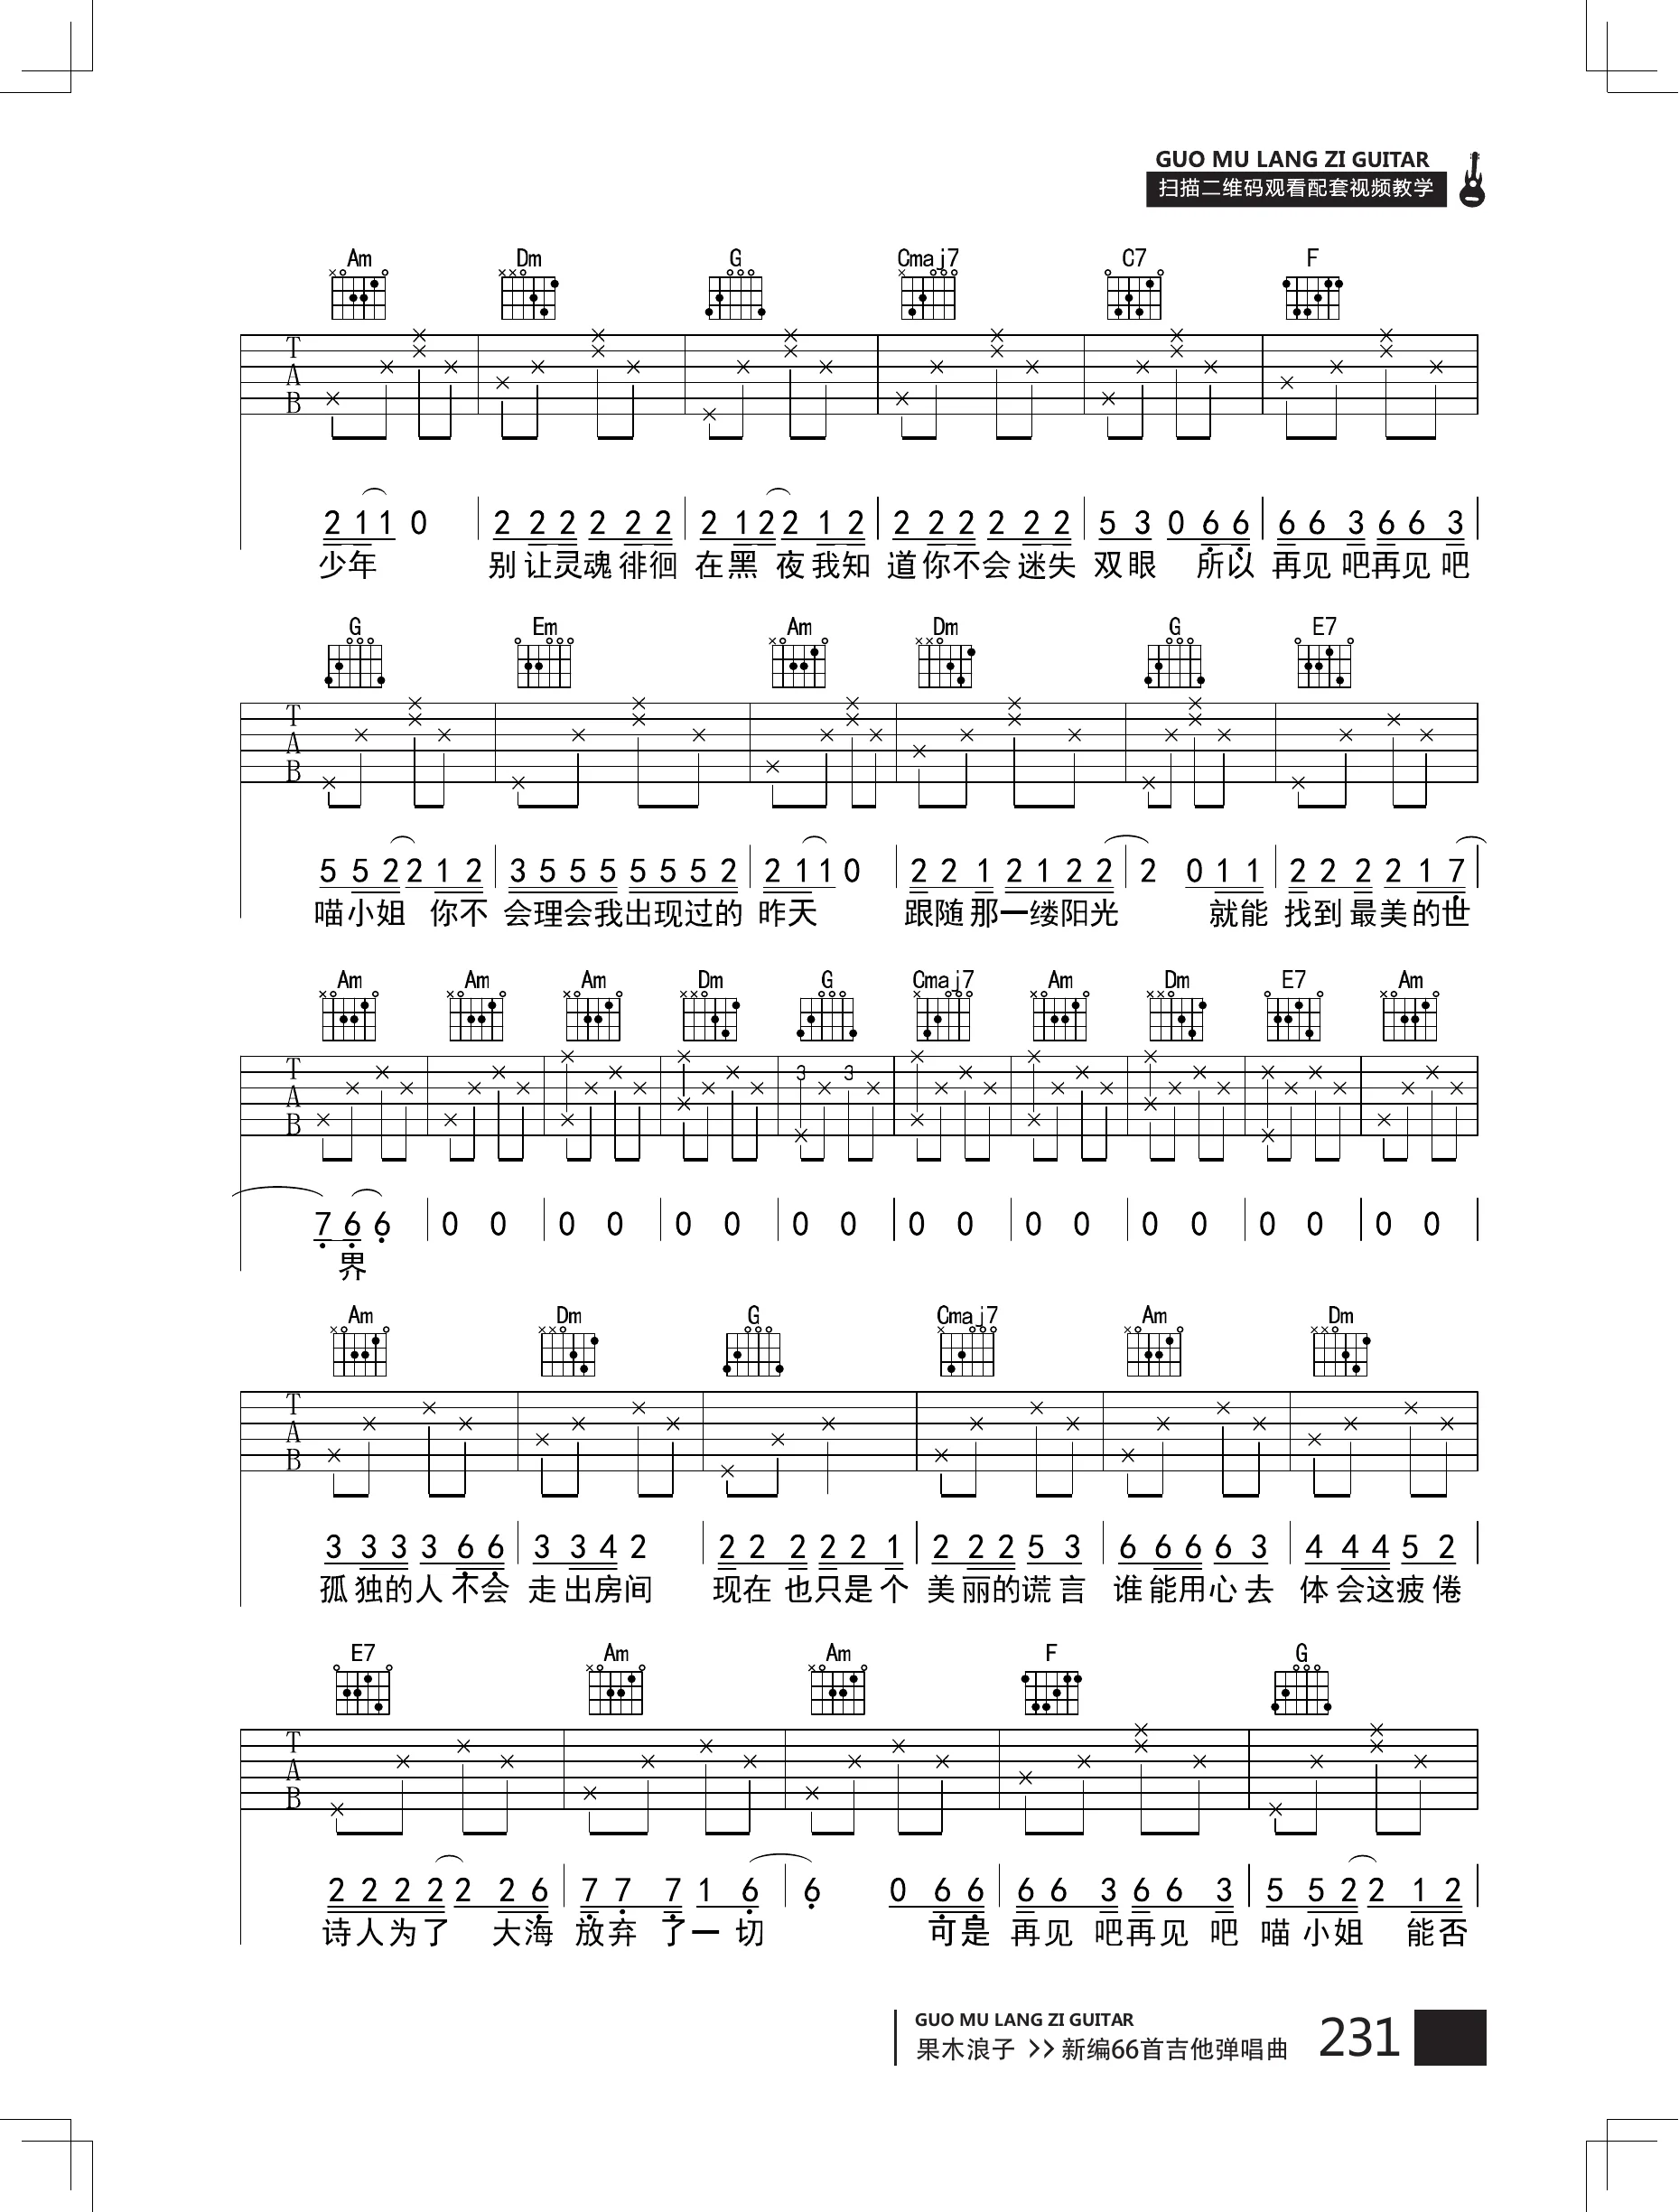 GUO MU LANG ZI GUITAR
扫描二维码观看配套视频教学
Am Dm G Cmaj7 C7 F
T
A
B
2 1 1 0 2 2 2 2 2 2 2 1 2 2 1 2 2 2 2 2 2 2 5 3 0 6 6 6 6 3 6 6 3
少年 别让灵魂徘徊 在黑夜我知 道你不会迷失 双眼 所以 再见吧再见吧
G Em Am Dm G E7
T
A
B
5 5 2 2 1 2 3 5 5 5 5 5 5 2 2 1 1 0 2 2 1 2 1 2 2 2 0 1 1 2 2 2 2 1 7
喵小姐 你不 会理会我出现过的 昨天 跟随那一缕阳光 就能 找到最美的世
Am Am Am Dm G Cmaj7 Am Dm E7 Am
T
A
B
3 3
7 6 6 0 0 0 0 0 0 0 0 0 0 0 0 0 0 0 0 0 0
界
Am Dm G Cmaj7 Am Dm
T
A
B
3 3 3 3 6 6 3 3 4 2 2 2 2 2 2 1 2 2 2 5 3 6 6 6 6 3 4 4 4 5 2
孤独的人不会 走出房间 现在也只是个 美丽的谎言 谁能用心去 体会这疲倦
E7 Am Am F G
T
A
B
2 2 2 2 2 2 6 7 7 7 1 6 6 0 6 6 6 6 3 6 6 3 5 5 2 2 1 2
诗人为了 大海 放弃了一切 可是 再见吧再见吧 喵小姐 能否
GUO MU LANG ZI GUITAR
果木浪子 >> 新编66首吉他弹唱曲 231